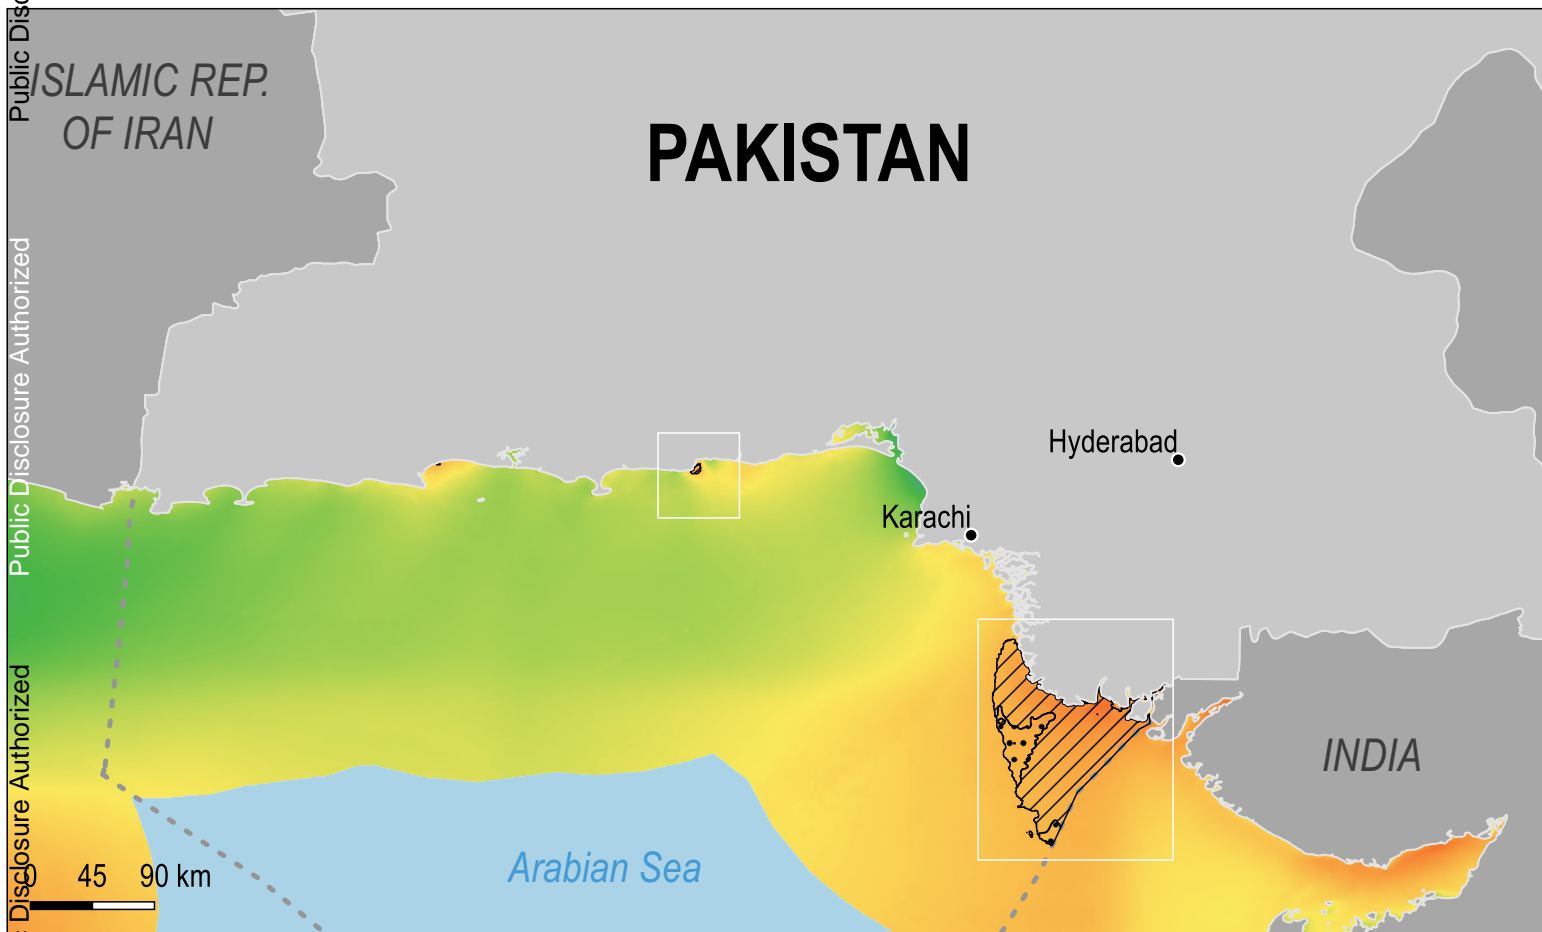 Public Disc
ISLAMIC REP.
OF IRAN
PAKISTAN
Public Disclosure Authorized
Hyderabad
Karachi
INDIA
Disclosure Authorized
Arabian Sea
0 45 90 km